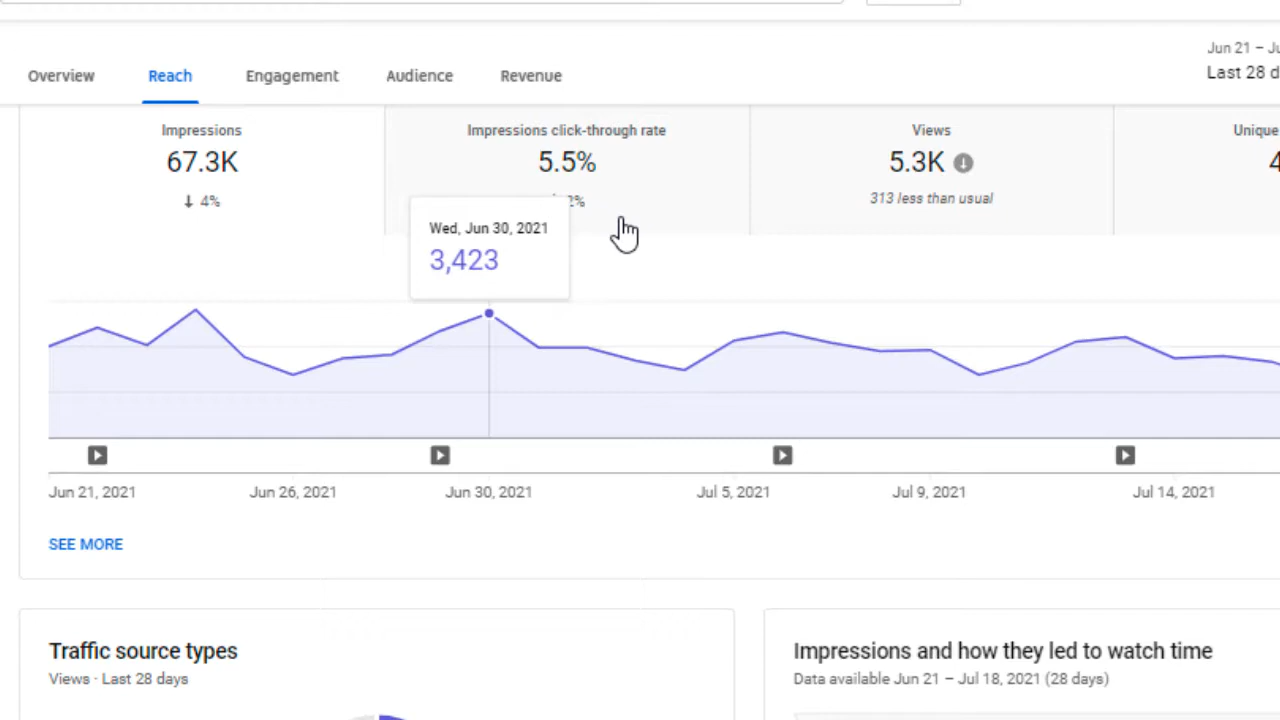 Jun 21 – Ju
Overview Reach Engagement Audience Revenue
Last 28 d
Impressions Impressions click-through rate Views Unique
67.3K 5.5% 5.3K 4
4% 2% 313 less than usual
Wed, Jun 30, 2021
3,423
Jun 21, 2021 Jun 26, 2021 Jun 30, 2021 Jul 5, 2021 Jul 9, 2021 Jul 14, 2021
SEE MORE
Traffic source types Impressions and how they led to watch time
Views · Last 28 days Data available Jun 21 – Jul 18, 2021 (28 days)